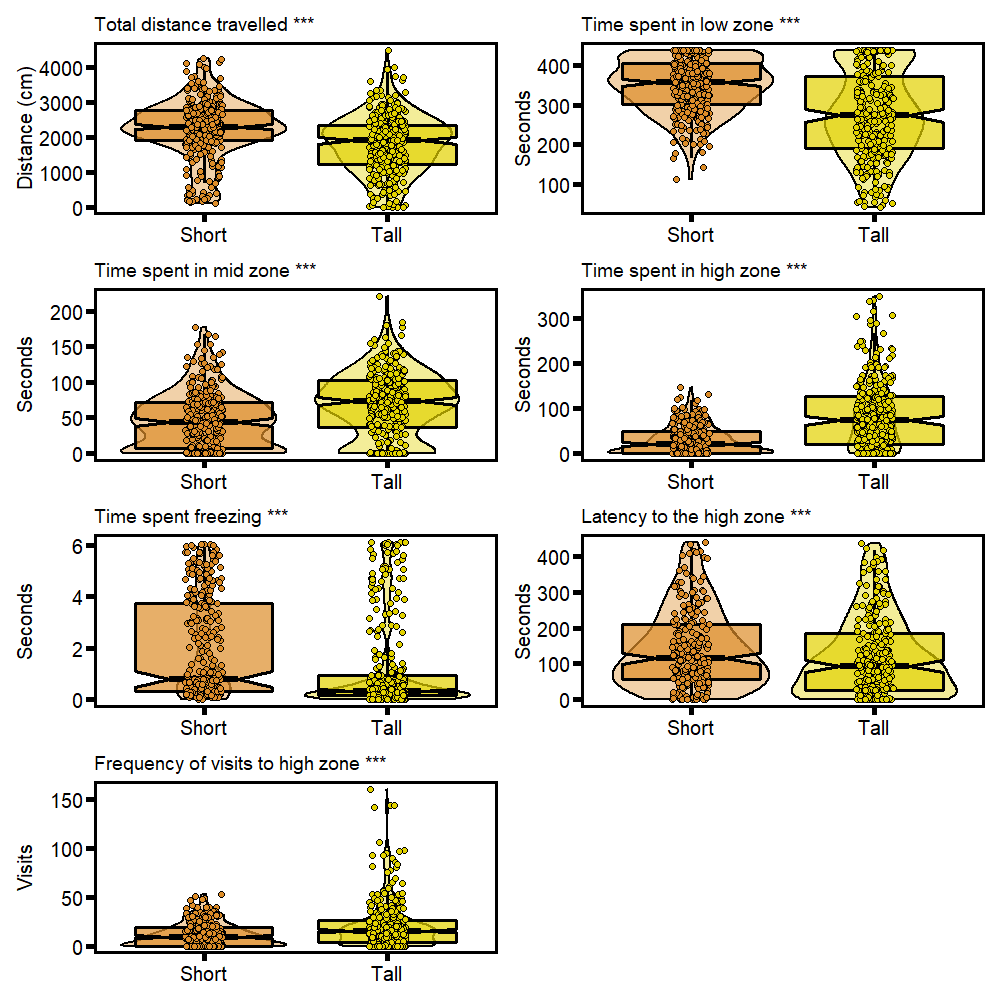 Total distance travelled ***
Distance (cm)
4000
3000
2000
1000
0
Short Tall
Time spent in low zone ***
Seconds
400
300
200
100
Short Tall
Time spent in mid zone ***
Seconds
200
150
100
50
0
Short Tall
Time spent in high zone ***
Seconds
300
200
100
0
Short Tall
Time spent freezing ***
Seconds
6
4
2
0
Short Tall
Latency to the high zone ***
Seconds
400
300
200
100
0
Short Tall
Frequency of visits to high zone ***
Visits
150
100
50
0
Short Tall